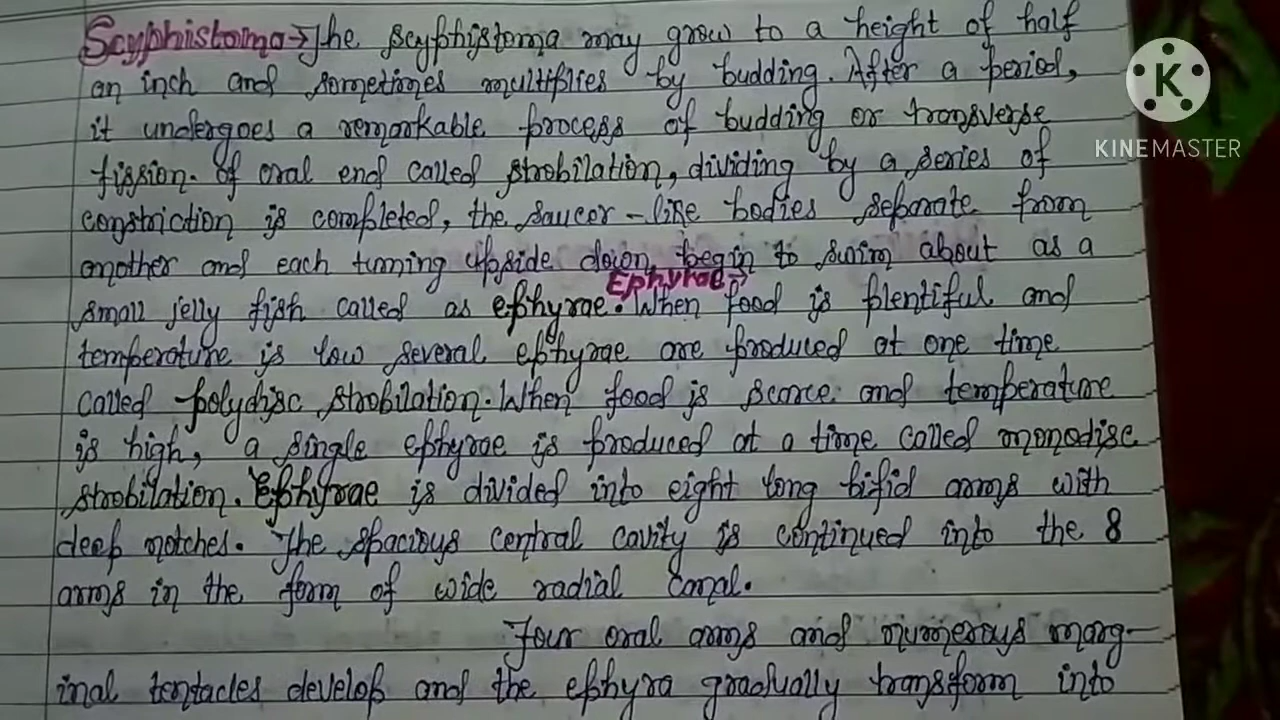 Scyphistoma→The scyphistoma may grow to a height of half
an inch and sometimes multiplies by budding. After a period,
it undergoes a remarkable process of budding or transverse
fission. Of oral end called strobilation, dividing by a series of
constriction is completed, the saucer-like bodies separate from
another and each turning upside down, begin to swim about as a
Ephyrae→
small jelly fish called as ephyrae. When food is plentiful and
temperature is low several ephyrae are produced at one time
called polydisc strobilation. When food is scarce and temperature
is high, a single ephyrae is produced at a time called monodisc
strobilation. Ephyrae is divided into eight long bifid arms with
deep notches. The spacious central cavity is continued into the 8
arms in the form of wide radial canal.
Four oral arms and numerous marg-
inal tentacles develop and the ephyra gradually transform into
K
KINEMASTER